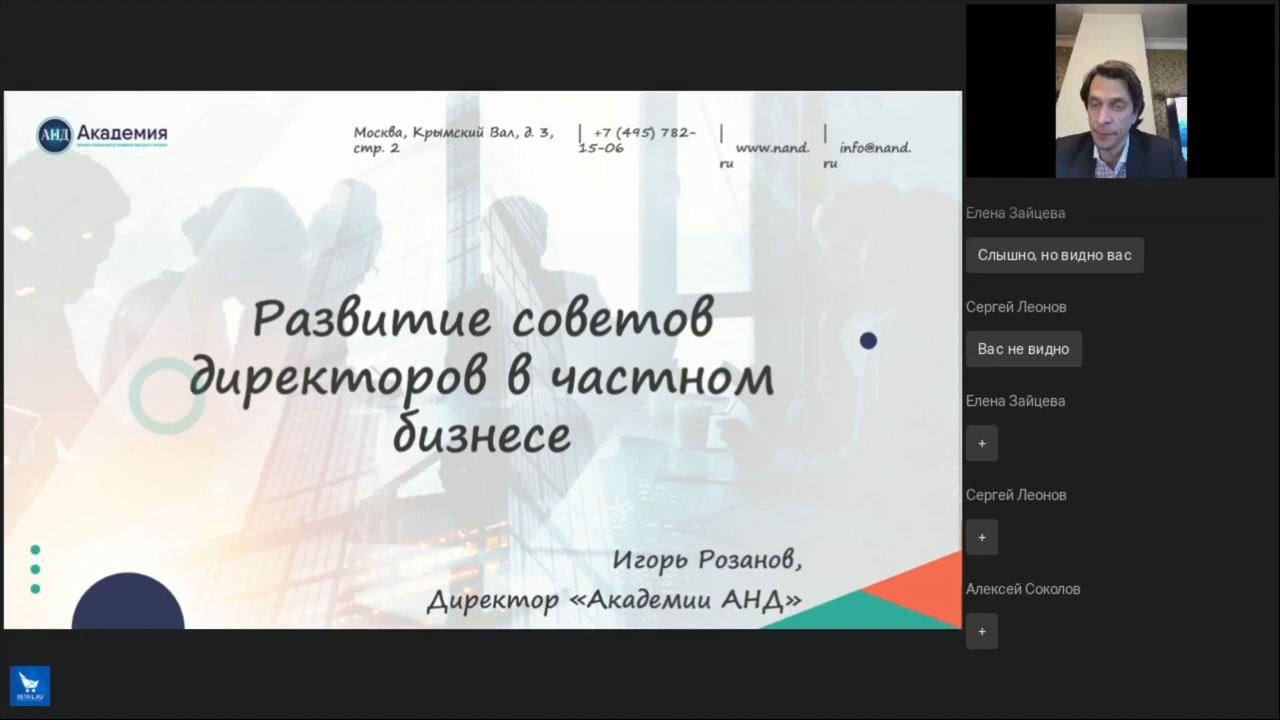 АНД Академия
Москва, Крымский Вал, д. 3,
стр. 2
| +7 (495) 782-
15-06
| www.nand.
ru
| info@nand.
ru
Развитие советов
директоров в частном
бизнесе
Игорь Розанов,
Директор «Академии АНД»
RETAIL.RU
Елена Зайцева
Слышно, но видно вас
Сергей Леонов
Вас не видно
Елена Зайцева
+
Сергей Леонов
+
Алексей Соколов
+